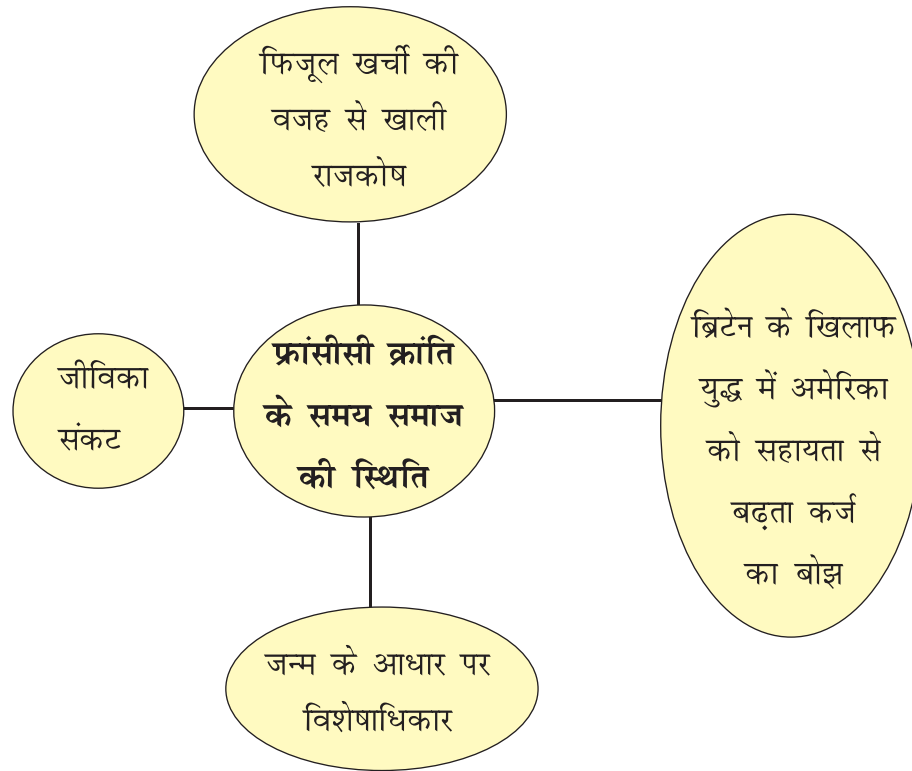 फिजूल खर्ची की
वजह से खाली
राजकोष
फ्रांसीसी क्रांति
के समय समाज
की स्थिति
जीविका
संकट
ब्रिटेन के खिलाफ
युद्ध में अमेरिका
को सहायता से
बढ़ता कर्ज
का बोझ
जन्म के आधार पर
विशेषाधिकार